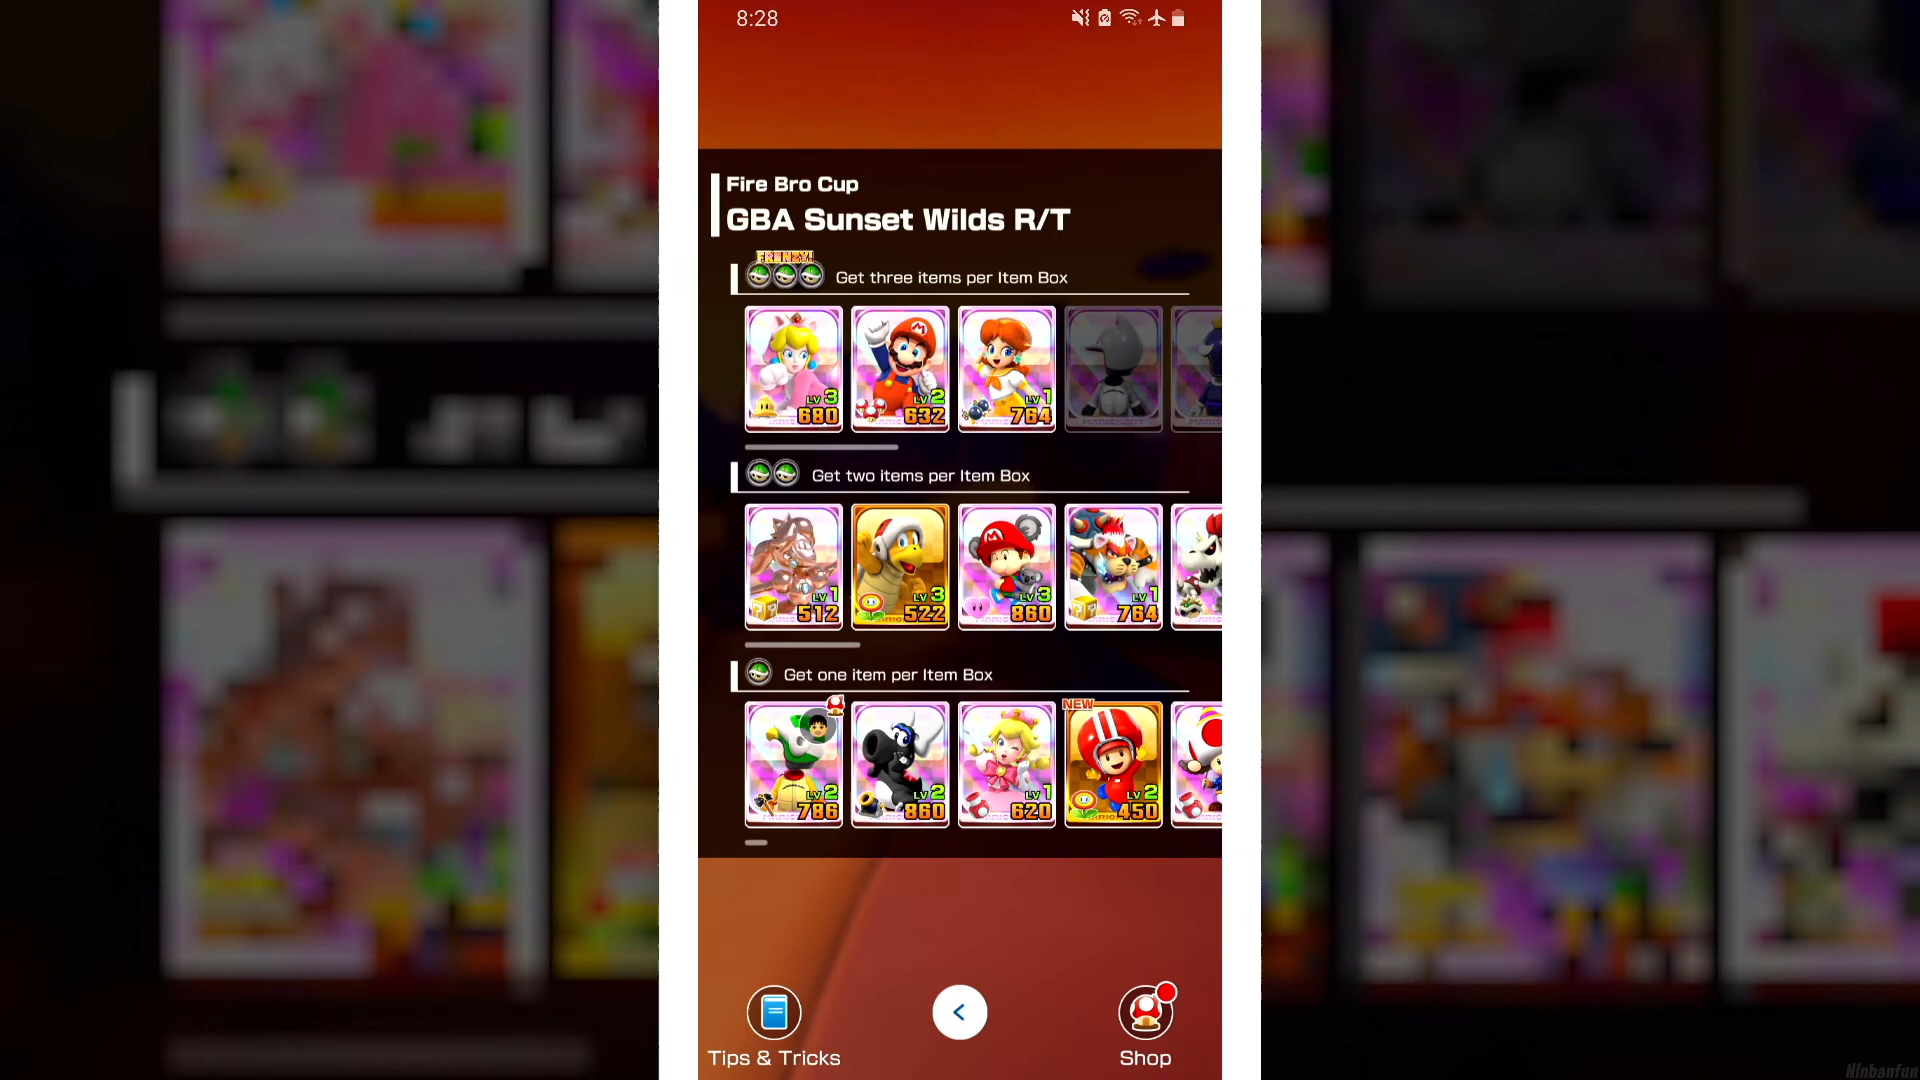 8:28
Fire Bro Cup
GBA Sunset Wilds R/T
FRENZY!
Get three items per Item Box
LV 3 LV 2 LV 1
680 632 764
Get two items per Item Box
LV 1 LV 3 LV 3 LV 1
512 522 860 764
Get one item per Item Box
NEW
LV 2 LV 2 LV 1 LV 2
786 860 620 450
Tips & Tricks
Shop
Ninbanfun